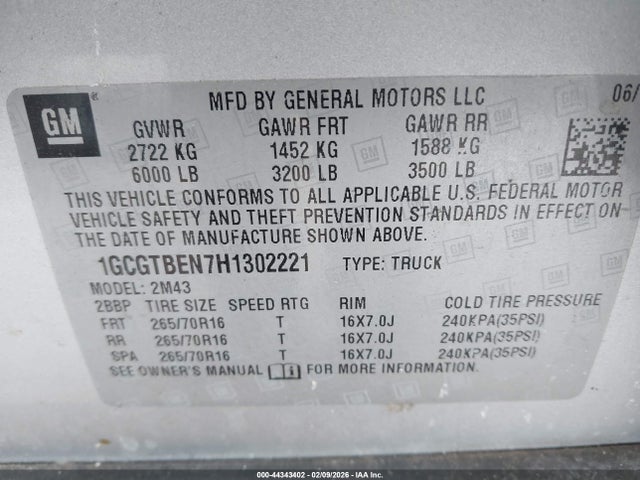 GM
MFD BY GENERAL MOTORS LLC 06/
GVWR GAWR FRT GAWR RR
2722 KG 1452 KG 1588 KG
6000 LB 3200 LB 3500 LB
THIS VEHICLE CONFORMS TO ALL APPLICABLE U.S. FEDERAL MOTOR
VEHICLE SAFETY AND THEFT PREVENTION STANDARDS IN EFFECT ON
THE DATE OF MANUFACTURE SHOWN ABOVE.
1GCGTBEN7H1302221 TYPE: TRUCK
MODEL: 2M43
2BBP TIRE SIZE SPEED RTG RIM COLD TIRE PRESSURE
FRT 265/70R16 T 16X7.0J 240KPA(35PSI)
RR 265/70R16 T 16X7.0J 240KPA(35PSI)
SPA 265/70R16 T 16X7.0J 240KPA(35PSI)
SEE OWNER'S MANUAL FOR MORE INFORMATION.
000-44343402 - 02/09/2026 - IAAI.COM